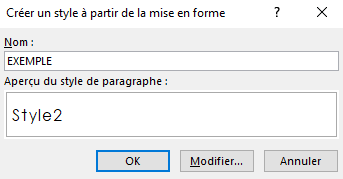 Créer un style à partir de la mise en forme ? ×
Nom :
EXEMPLE
Aperçu du style de paragraphe :
Style2
OK Modifier... Annuler